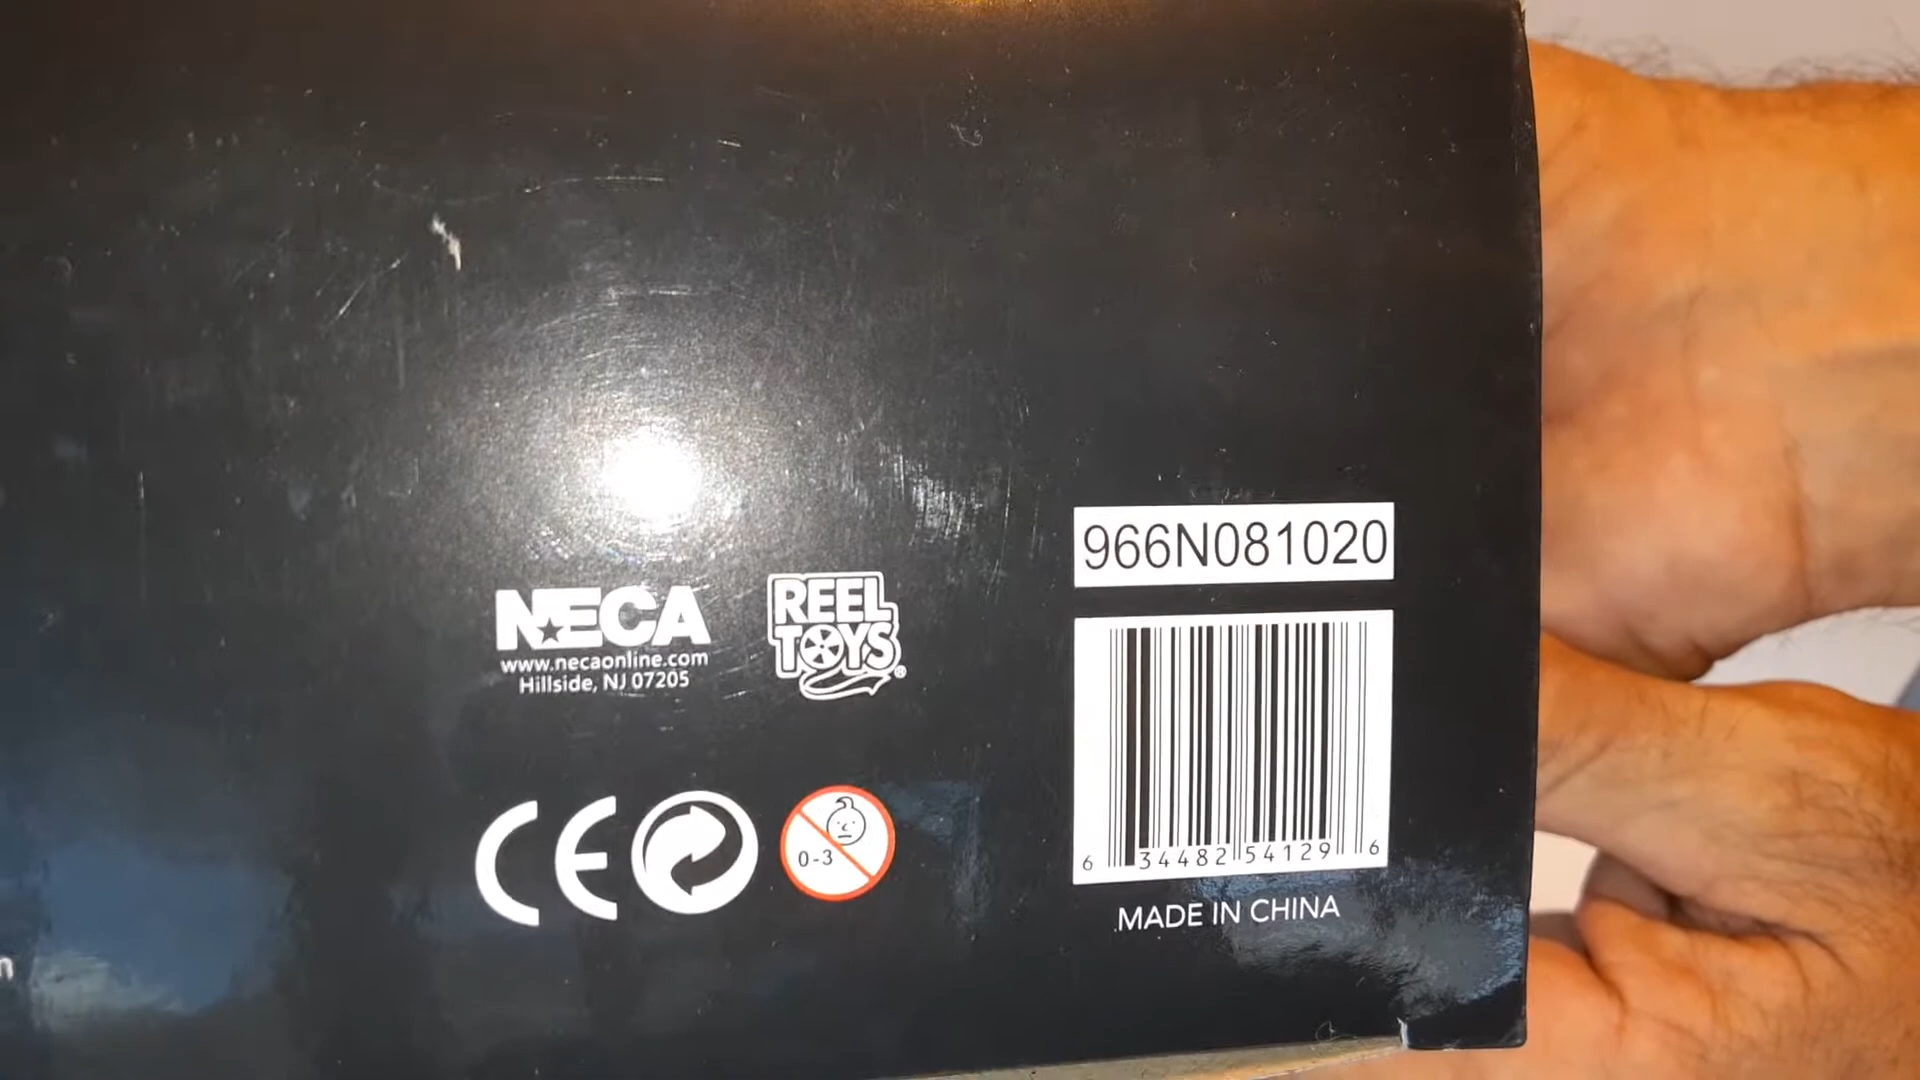 966N081020
NECA
www.necaonline.com
Hillside, NJ 07205
REEL
TOYS®
CE
0-3
6 34482 54129 6
MADE IN CHINA